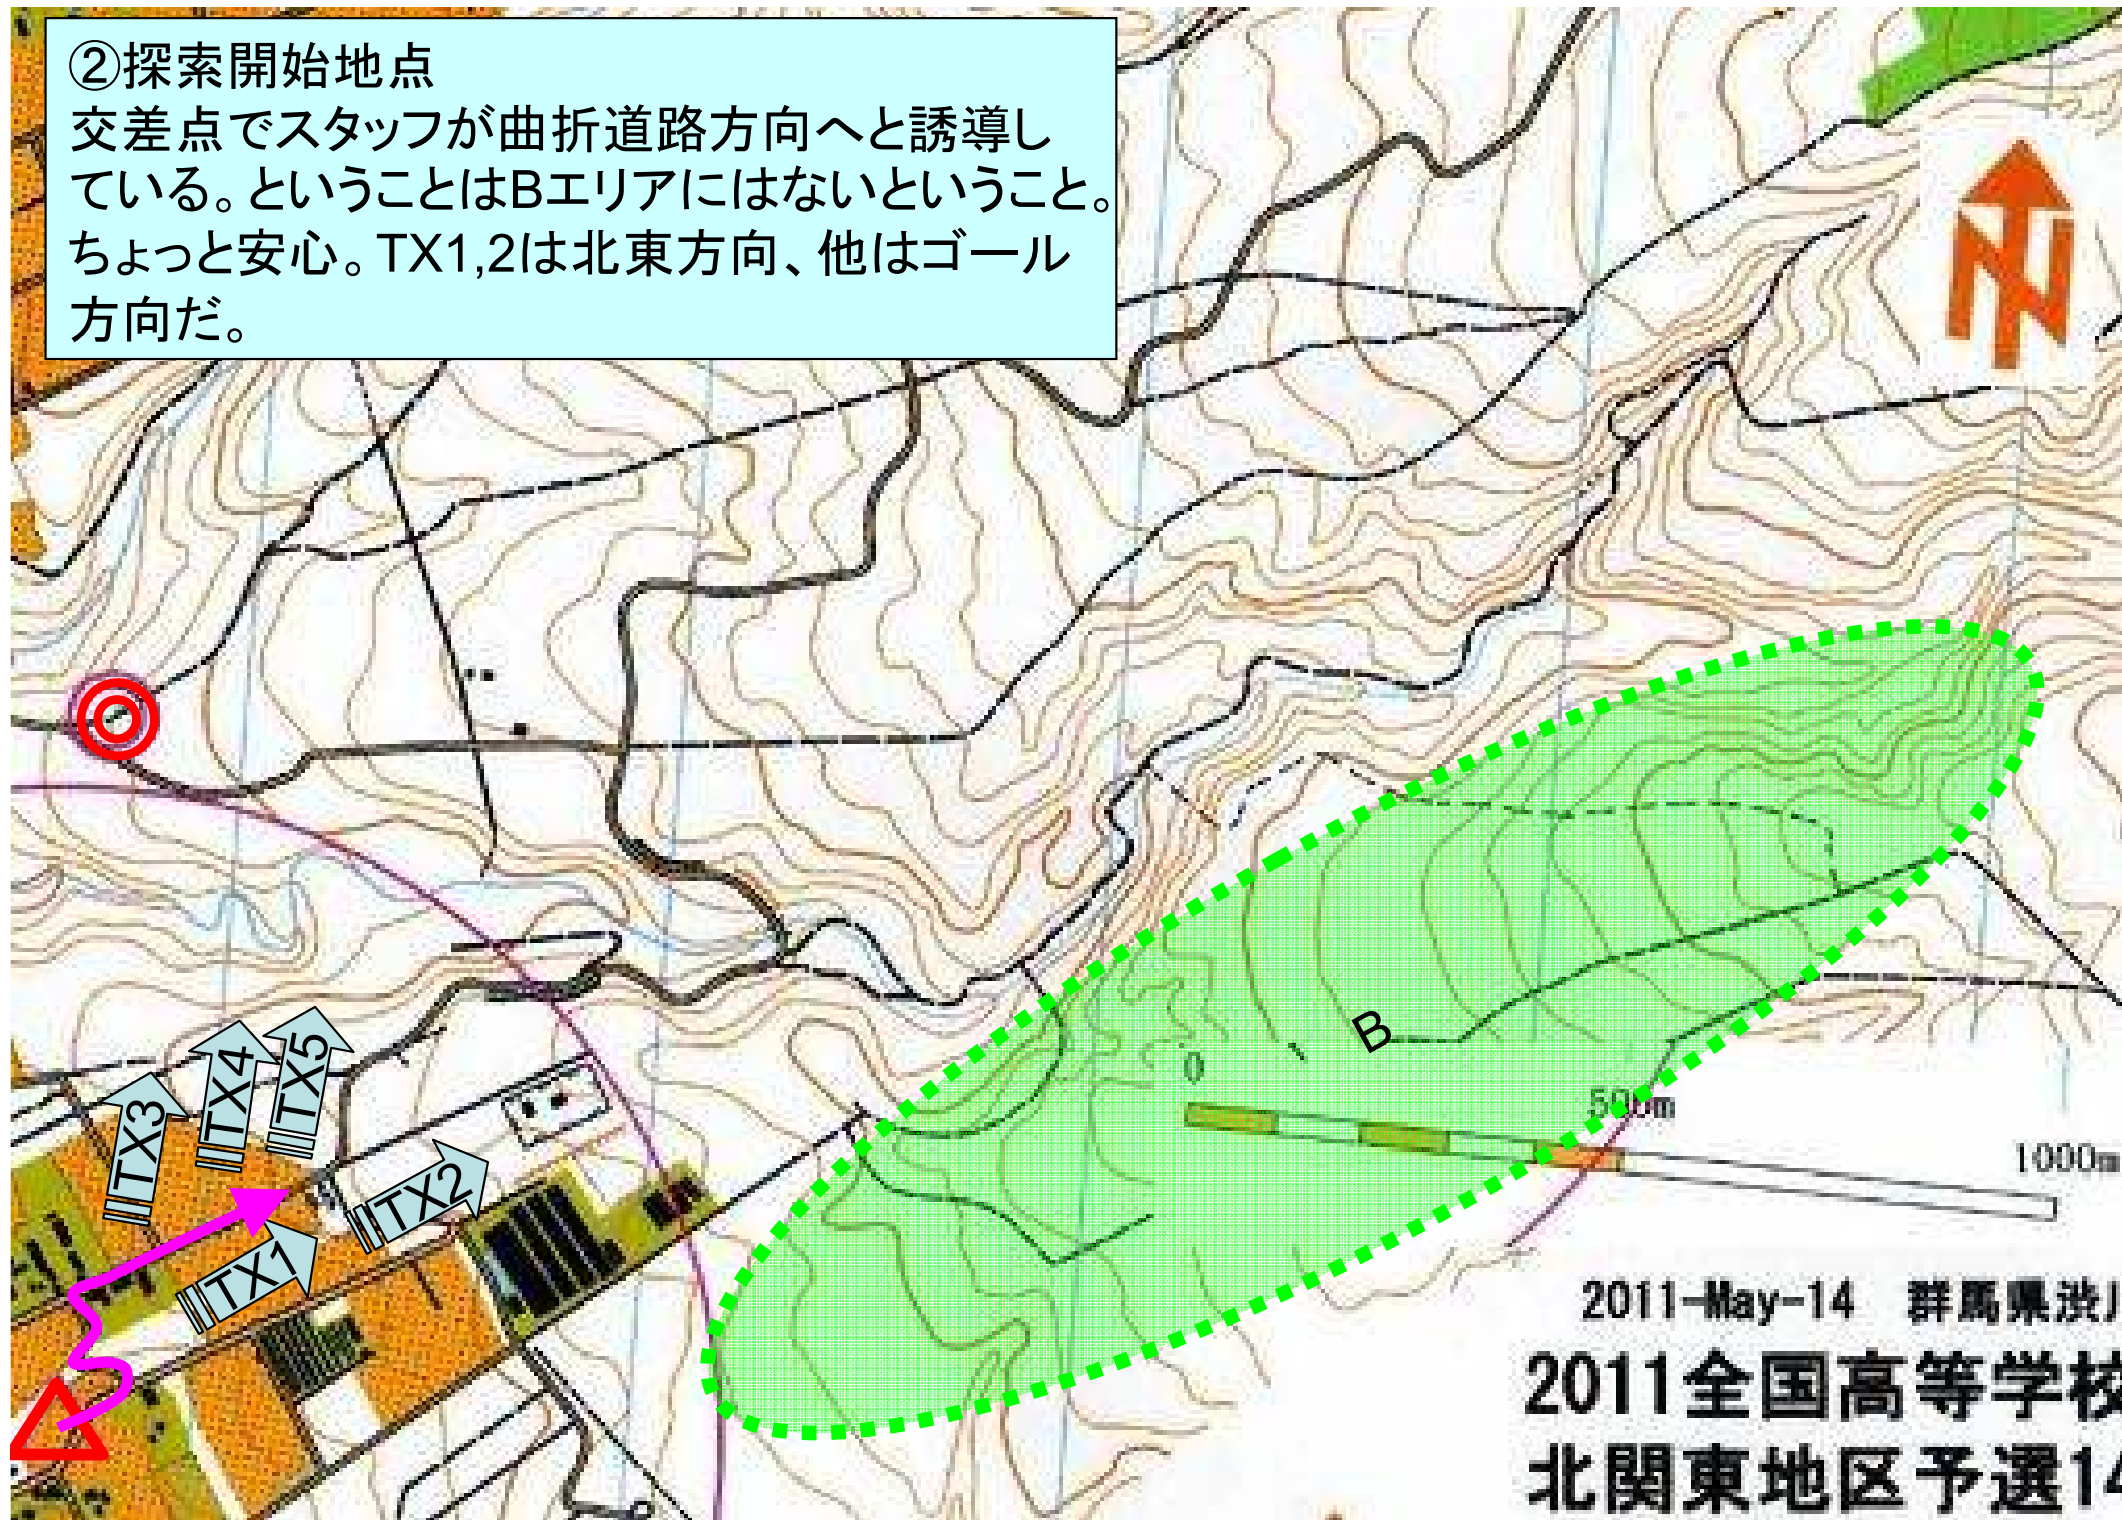 ②探索開始地点
交差点でスタッフが曲折道路方向へと誘導し
ている。ということはBエリアにはないということ。
ちょっと安心。TX1,2は北東方向、他はゴール
方向だ。
N
TX3
TX4
TX5
TX2
TX1
B
0
500m
1000m
2011-May-14 群馬県渋川
2011全国高等学校
北関東地区予選14